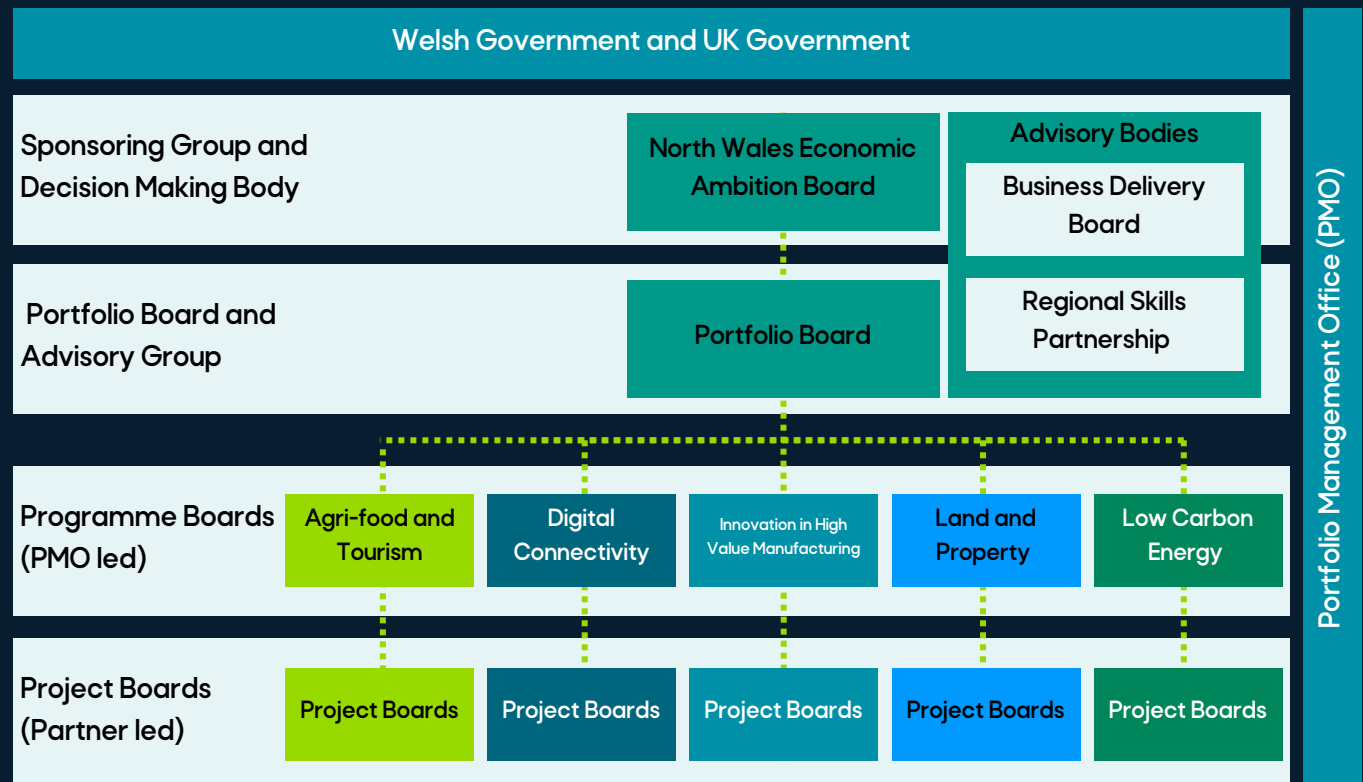 Welsh Government and UK Government
Sponsoring Group and
Decision Making Body
North Wales Economic
Ambition Board
Advisory Bodies
Business Delivery
Board
Portfolio Board and
Advisory Group
Portfolio Board
Regional Skills
Partnership
Programme Boards
(PMO led)
Agri-food and
Tourism
Digital
Connectivity
Innovation in High
Value Manufacturing
Land and
Property
Low Carbon
Energy
Project Boards
(Partner led)
Project Boards
Project Boards
Project Boards
Project Boards
Project Boards
Portfolio Management Office (PMO)